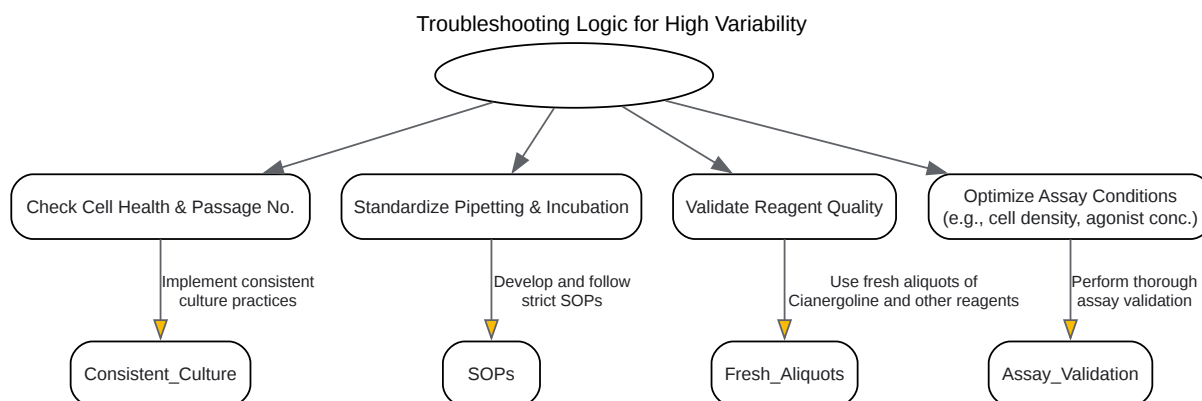 Troubleshooting Logic for High Variability
Check Cell Health & Passage No.
Standardize Pipetting & Incubation
Validate Reagent Quality
Optimize Assay Conditions
(e.g., cell density, agonist conc.)
Implement consistent
culture practices
Develop and follow
strict SOPs
Use fresh aliquots of
Cianergoline and other reagents
Perform thorough
assay validation
Consistent_Culture
SOPs
Fresh_Aliquots
Assay_Validation